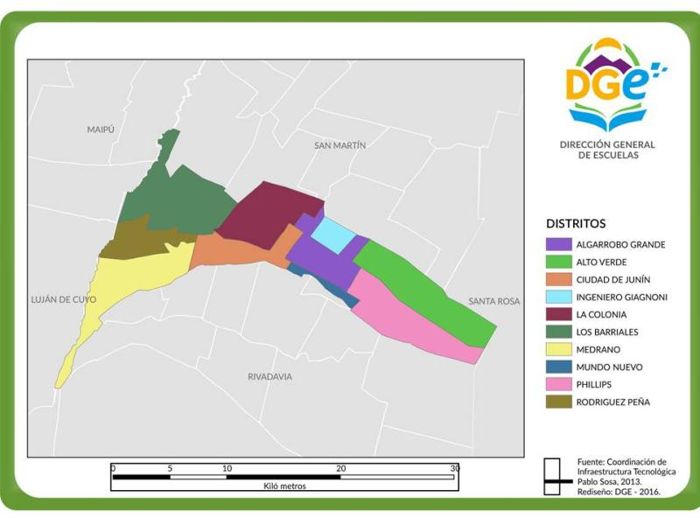 MAIPÚ
SAN MARTÍN
LUJÁN DE CUYO
SANTA ROSA
RIVADAVIA
0 5 10 20 30
Kiló metros
DGe
DIRECCIÓN GENERAL
DE ESCUELAS
DISTRITOS
ALGARROBO GRANDE
ALTO VERDE
CIUDAD DE JUNÍN
INGENIERO GIAGNONI
LA COLONIA
LOS BARRIALES
MEDRANO
MUNDO NUEVO
PHILLIPS
RODRIGUEZ PEÑA
Fuente: Coordinación de
Infraestructura Tecnológica
Pablo Sosa, 2013.
Rediseño: DGE - 2016.